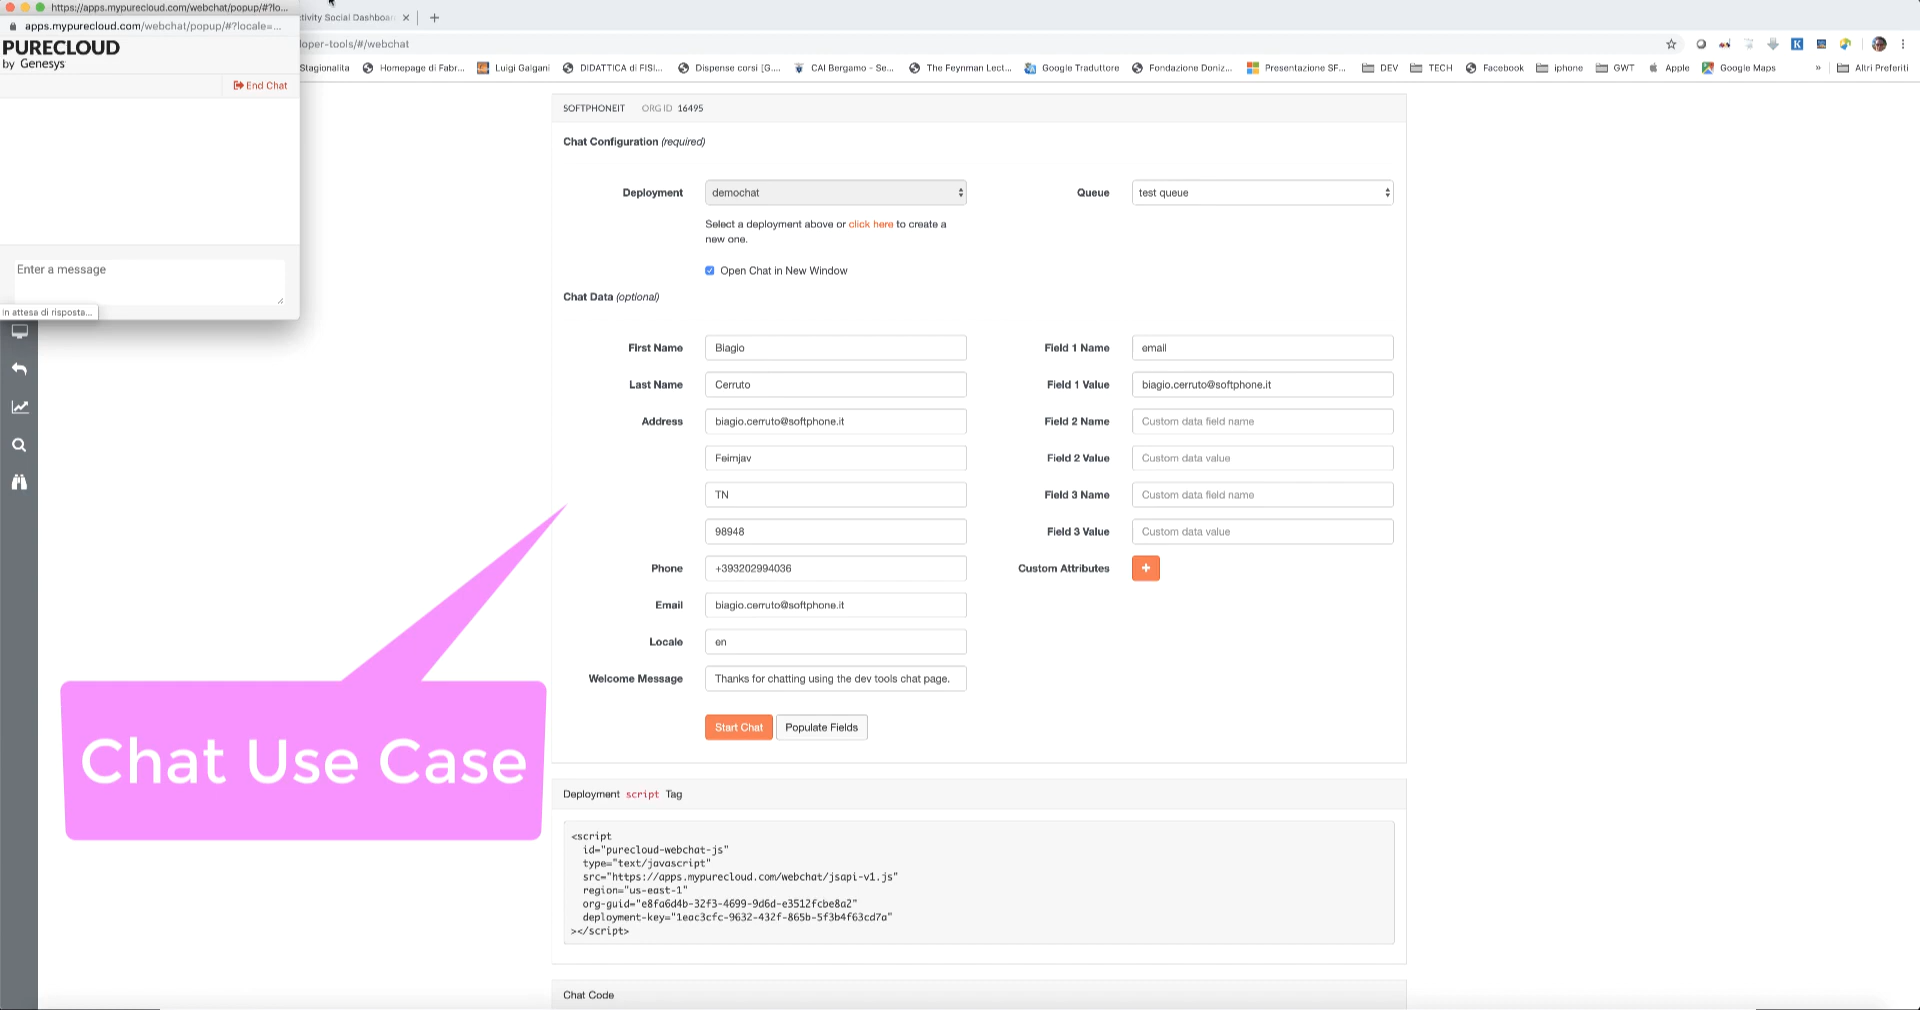 https://apps.mypurecloud.com/webchat/popup/#?lo...
apps.mypurecloud.com/webchat/popup/#?locale=...
PURECLOUD
by Genesys
End Chat
Enter a message
in attesa di risposta...
tivity Social Dashboar
loper-tools/#/webchat
Stagionalita
Homepage di Fabr...
Luigi Galgani
DIDATTICA di FISI...
Dispense corsi [G....
CAI Bergamo - Se...
The Feynman Lect...
Google Traduttore
Fondazione Doniz...
Presentazione SF...
DEV
TECH
Facebook
iphone
GWT
Apple
Google Maps
»
Altri Preferiti
SOFTPHONEIT ORG ID 16495
Chat Configuration (required)
Deployment
demochat
Queue
test queue
Select a deployment above or click here to create a
new one.
Open Chat in New Window
Chat Data (optional)
First Name
Biagio
Field 1 Name
email
Last Name
Cerruto
Field 1 Value
biagio.cerruto@softphone.it
Address
biagio.cerruto@softphone.it
Field 2 Name
Custom data field name
Feimjav
Field 2 Value
Custom data value
TN
Field 3 Name
Custom data field name
98948
Field 3 Value
Custom data value
Phone
+393202994036
Custom Attributes
+
Email
biagio.cerruto@softphone.it
Locale
en
Welcome Message
Thanks for chatting using the dev tools chat page.
Start Chat
Populate Fields
Chat Use Case
Deployment script Tag
<script
id="purecloud-webchat-js"
type="text/javascript"
src="https://apps.mypurecloud.com/webchat/jsapi-v1.js"
region="us-east-1"
org-guid="e8fa6d4b-32f3-4699-9d6d-e3512fcbe8a2"
deployment-key="1eac3cfc-9632-432f-865b-5f3b4f63cd7a"
></script>
Chat Code